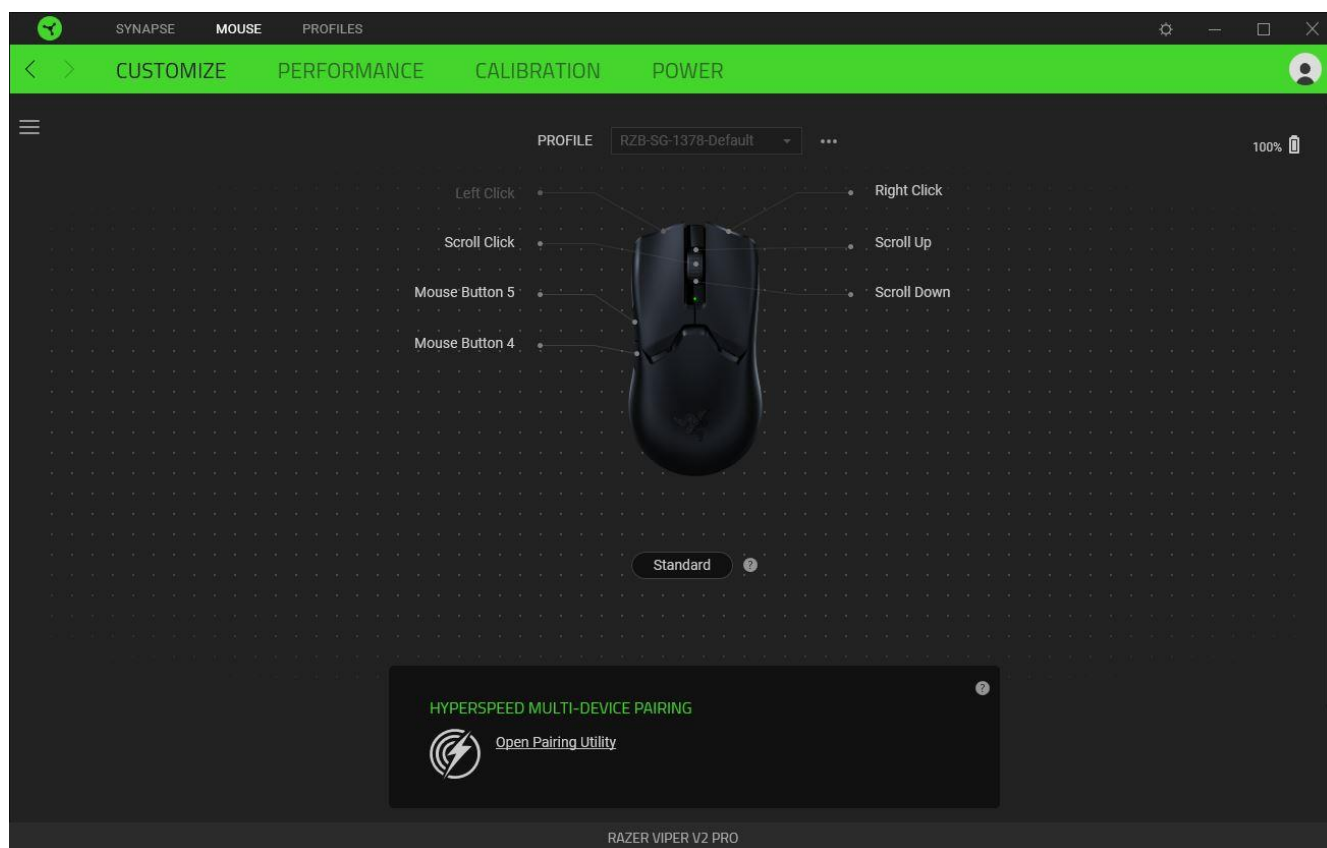 SYNAPSE MOUSE PROFILES
CUSTOMIZE PERFORMANCE CALIBRATION POWER
PROFILE RZB-SG-1378-Default
100%
Left Click Right Click
Scroll Click Scroll Up
Mouse Button 5 Scroll Down
Mouse Button 4
Standard ?
HYPERSPEED MULTI-DEVICE PAIRING ?
Open Pairing Utility
RAZER VIPER V2 PRO